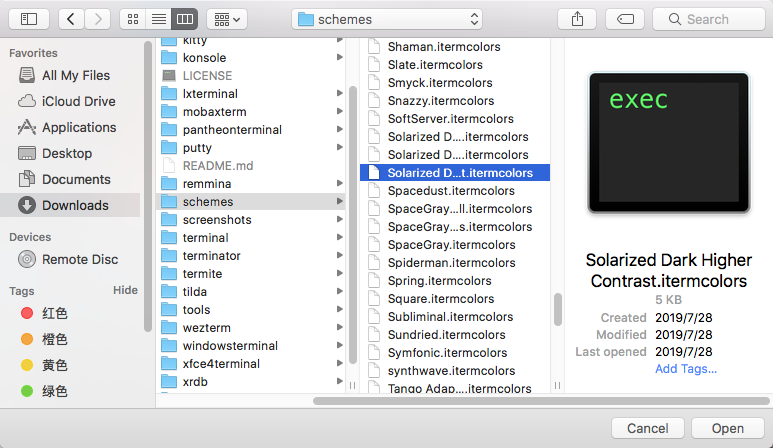 schemes
Search
Favorites
All My Files
iCloud Drive
Applications
Desktop
Documents
Downloads
Devices
Remote Disc
Tags
Hide
红色
橙色
黄色
绿色
kitty
konsole
LICENSE
lxterminal
mobaxterm
pantheonterminal
putty
README.md
remmina
schemes
screenshots
terminal
terminator
termite
tilda
tools
wezterm
windowsterminal
xfce4terminal
xrdb
Shaman.itermcolors
Slate.itermcolors
Smyck.itermcolors
Snazzy.itermcolors
SoftServer.itermcolors
Solarized D....itermcolors
Solarized D....itermcolors
Solarized D...t.itermcolors
Spacedust.itermcolors
SpaceGray...ll.itermcolors
SpaceGray...s.itermcolors
SpaceGray.itermcolors
Spiderman.itermcolors
Spring.itermcolors
Square.itermcolors
Subliminal.itermcolors
Sundried.itermcolors
Symfonic.itermcolors
synthwave.itermcolors
Tango Adap....itermcolors
exec
Solarized Dark Higher
Contrast.itermcolors
5 KB
Created 2019/7/28
Modified 2019/7/28
Last opened 2019/7/28
Add Tags...
Cancel
Open